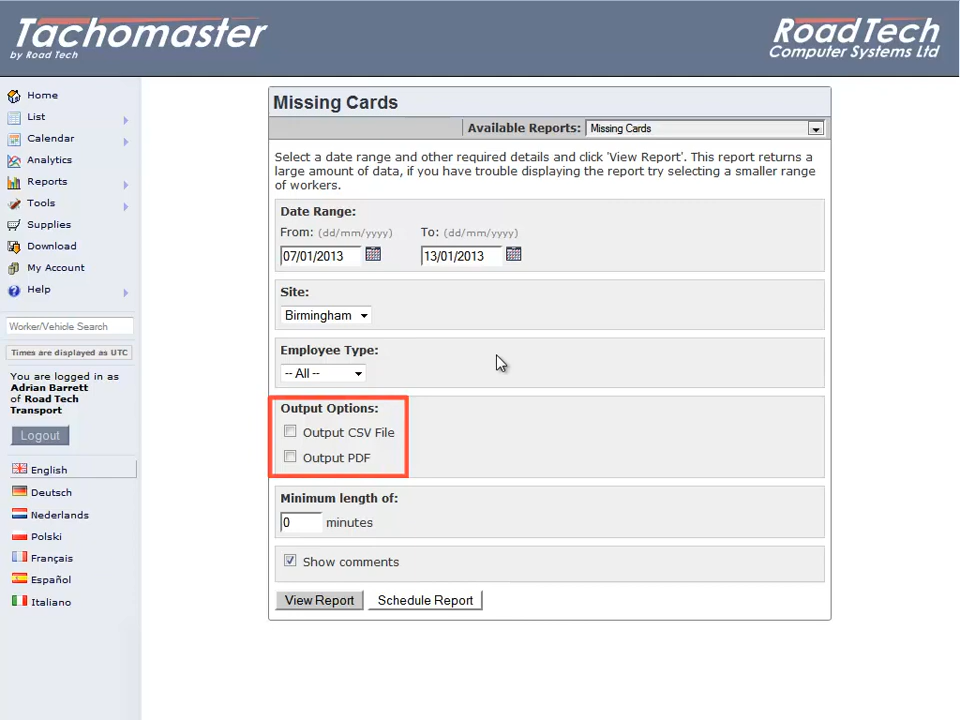 Tachomaster
by Road Tech
RoadTech
Computer Systems Ltd
Home
List
Calendar
Analytics
Reports
Tools
Supplies
Download
My Account
Help
Worker/Vehicle Search
Times are displayed as UTC
You are logged in as
Adrian Barrett
of Road Tech
Transport
Logout
English
Deutsch
Nederlands
Polski
Français
Español
Italiano
Missing Cards
Available Reports: Missing Cards
Select a date range and other required details and click 'View Report'. This report returns a
large amount of data, if you have trouble displaying the report try selecting a smaller range
of workers.
Date Range:
From: (dd/mm/yyyy) To: (dd/mm/yyyy)
07/01/2013 13/01/2013
Site:
Birmingham
Employee Type:
-- All --
Output Options:
Output CSV File
Output PDF
Minimum length of:
0 minutes
Show comments
View Report Schedule Report